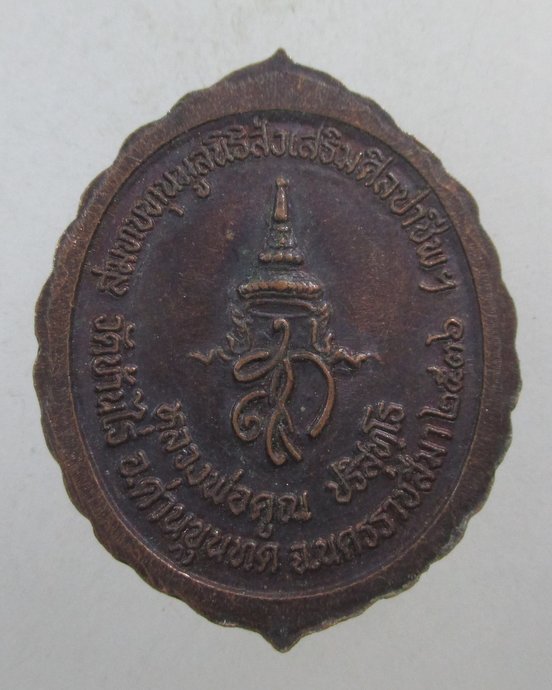 สมทบทุนมูลนิธิส่งเสริมศิลปาชีพฯ
ส.ก.
หลวงพ่อคูณ ปริสุทฺโธ
วัดบ้านไร่ อ.ด่านขุนทด จ.นครราชสีมา ๒๕๓๖